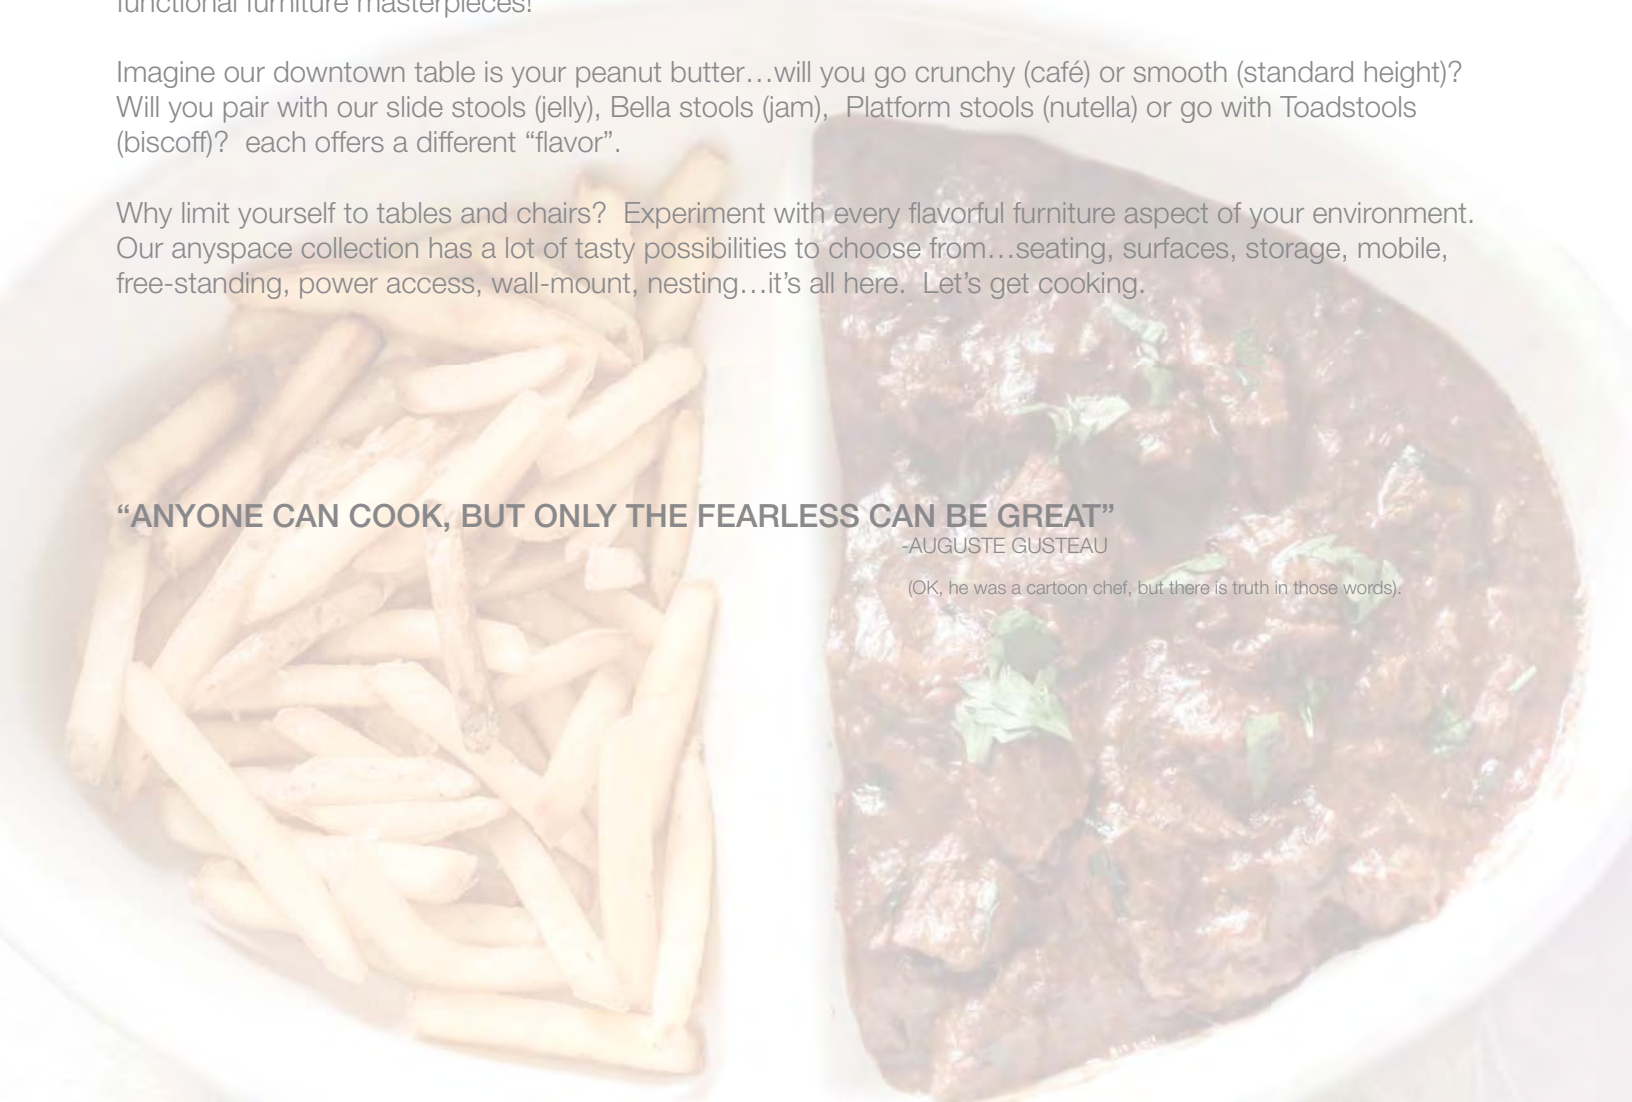 functional furniture masterpieces!
Imagine our downtown table is your peanut butter…will you go crunchy (café) or smooth (standard height)?
Will you pair with our slide stools (jelly), Bella stools (jam),  Platform stools (nutella) or go with Toadstools
(biscoff)?  each offers a different “flavor”.
Why limit yourself to tables and chairs?  Experiment with every flavorful furniture aspect of your environment.
Our anyspace collection has a lot of tasty possibilities to choose from…seating, surfaces, storage, mobile,
free-standing, power access, wall-mount, nesting…it’s all here.  Let’s get cooking.
“ANYONE CAN COOK, BUT ONLY THE FEARLESS CAN BE GREAT”
-AUGUSTE GUSTEAU
(OK, he was a cartoon chef, but there is truth in those words).